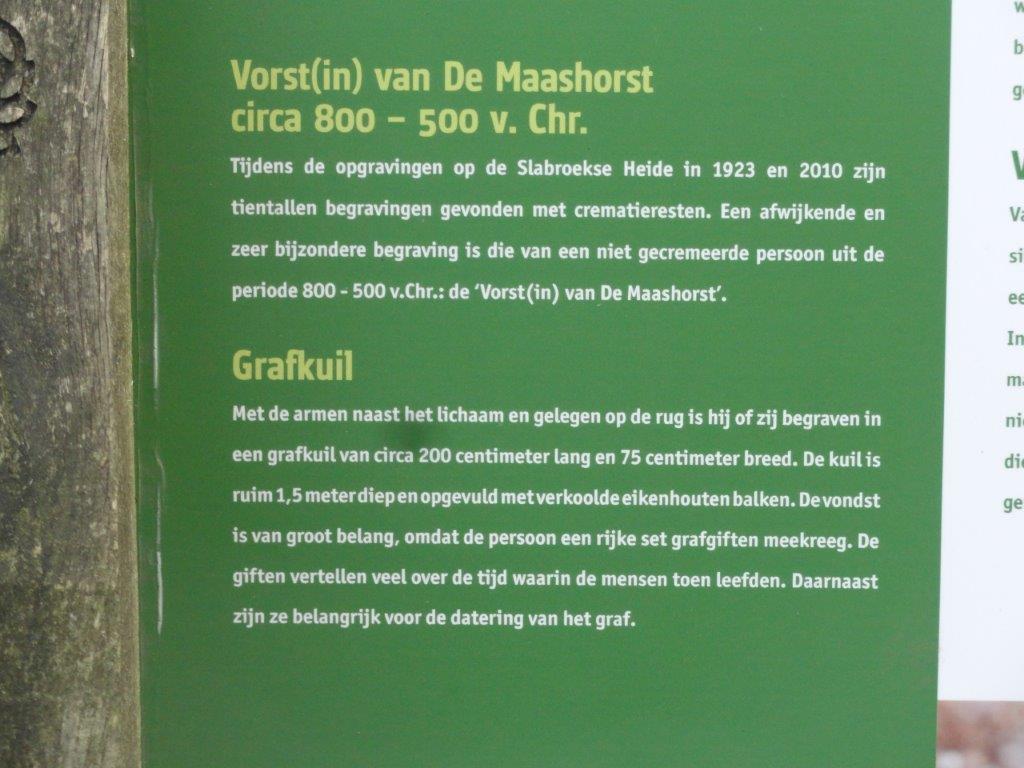 Vorst(in) van De Maashorst
circa 800 – 500 v. Chr.
Tijdens de opgravingen op de Slabroekse Heide in 1923 en 2010 zijn
tientallen begravingen gevonden met crematieresten. Een afwijkende en
zeer bijzondere begraving is die van een niet gecremeerde persoon uit de
periode 800 - 500 v.Chr.: de ‘Vorst(in) van De Maashorst’.
Grafkuil
Met de armen naast het lichaam en gelegen op de rug is hij of zij begraven in
een grafkuil van circa 200 centimeter lang en 75 centimeter breed. De kuil is
ruim 1,5 meter diep en opgevuld met verkoolde eikenhouten balken. De vondst
is van groot belang, omdat de persoon een rijke set grafgiften meekreeg. De
giften vertellen veel over de tijd waarin de mensen toen leefden. Daarnaast
zijn ze belangrijk voor de datering van het graf.